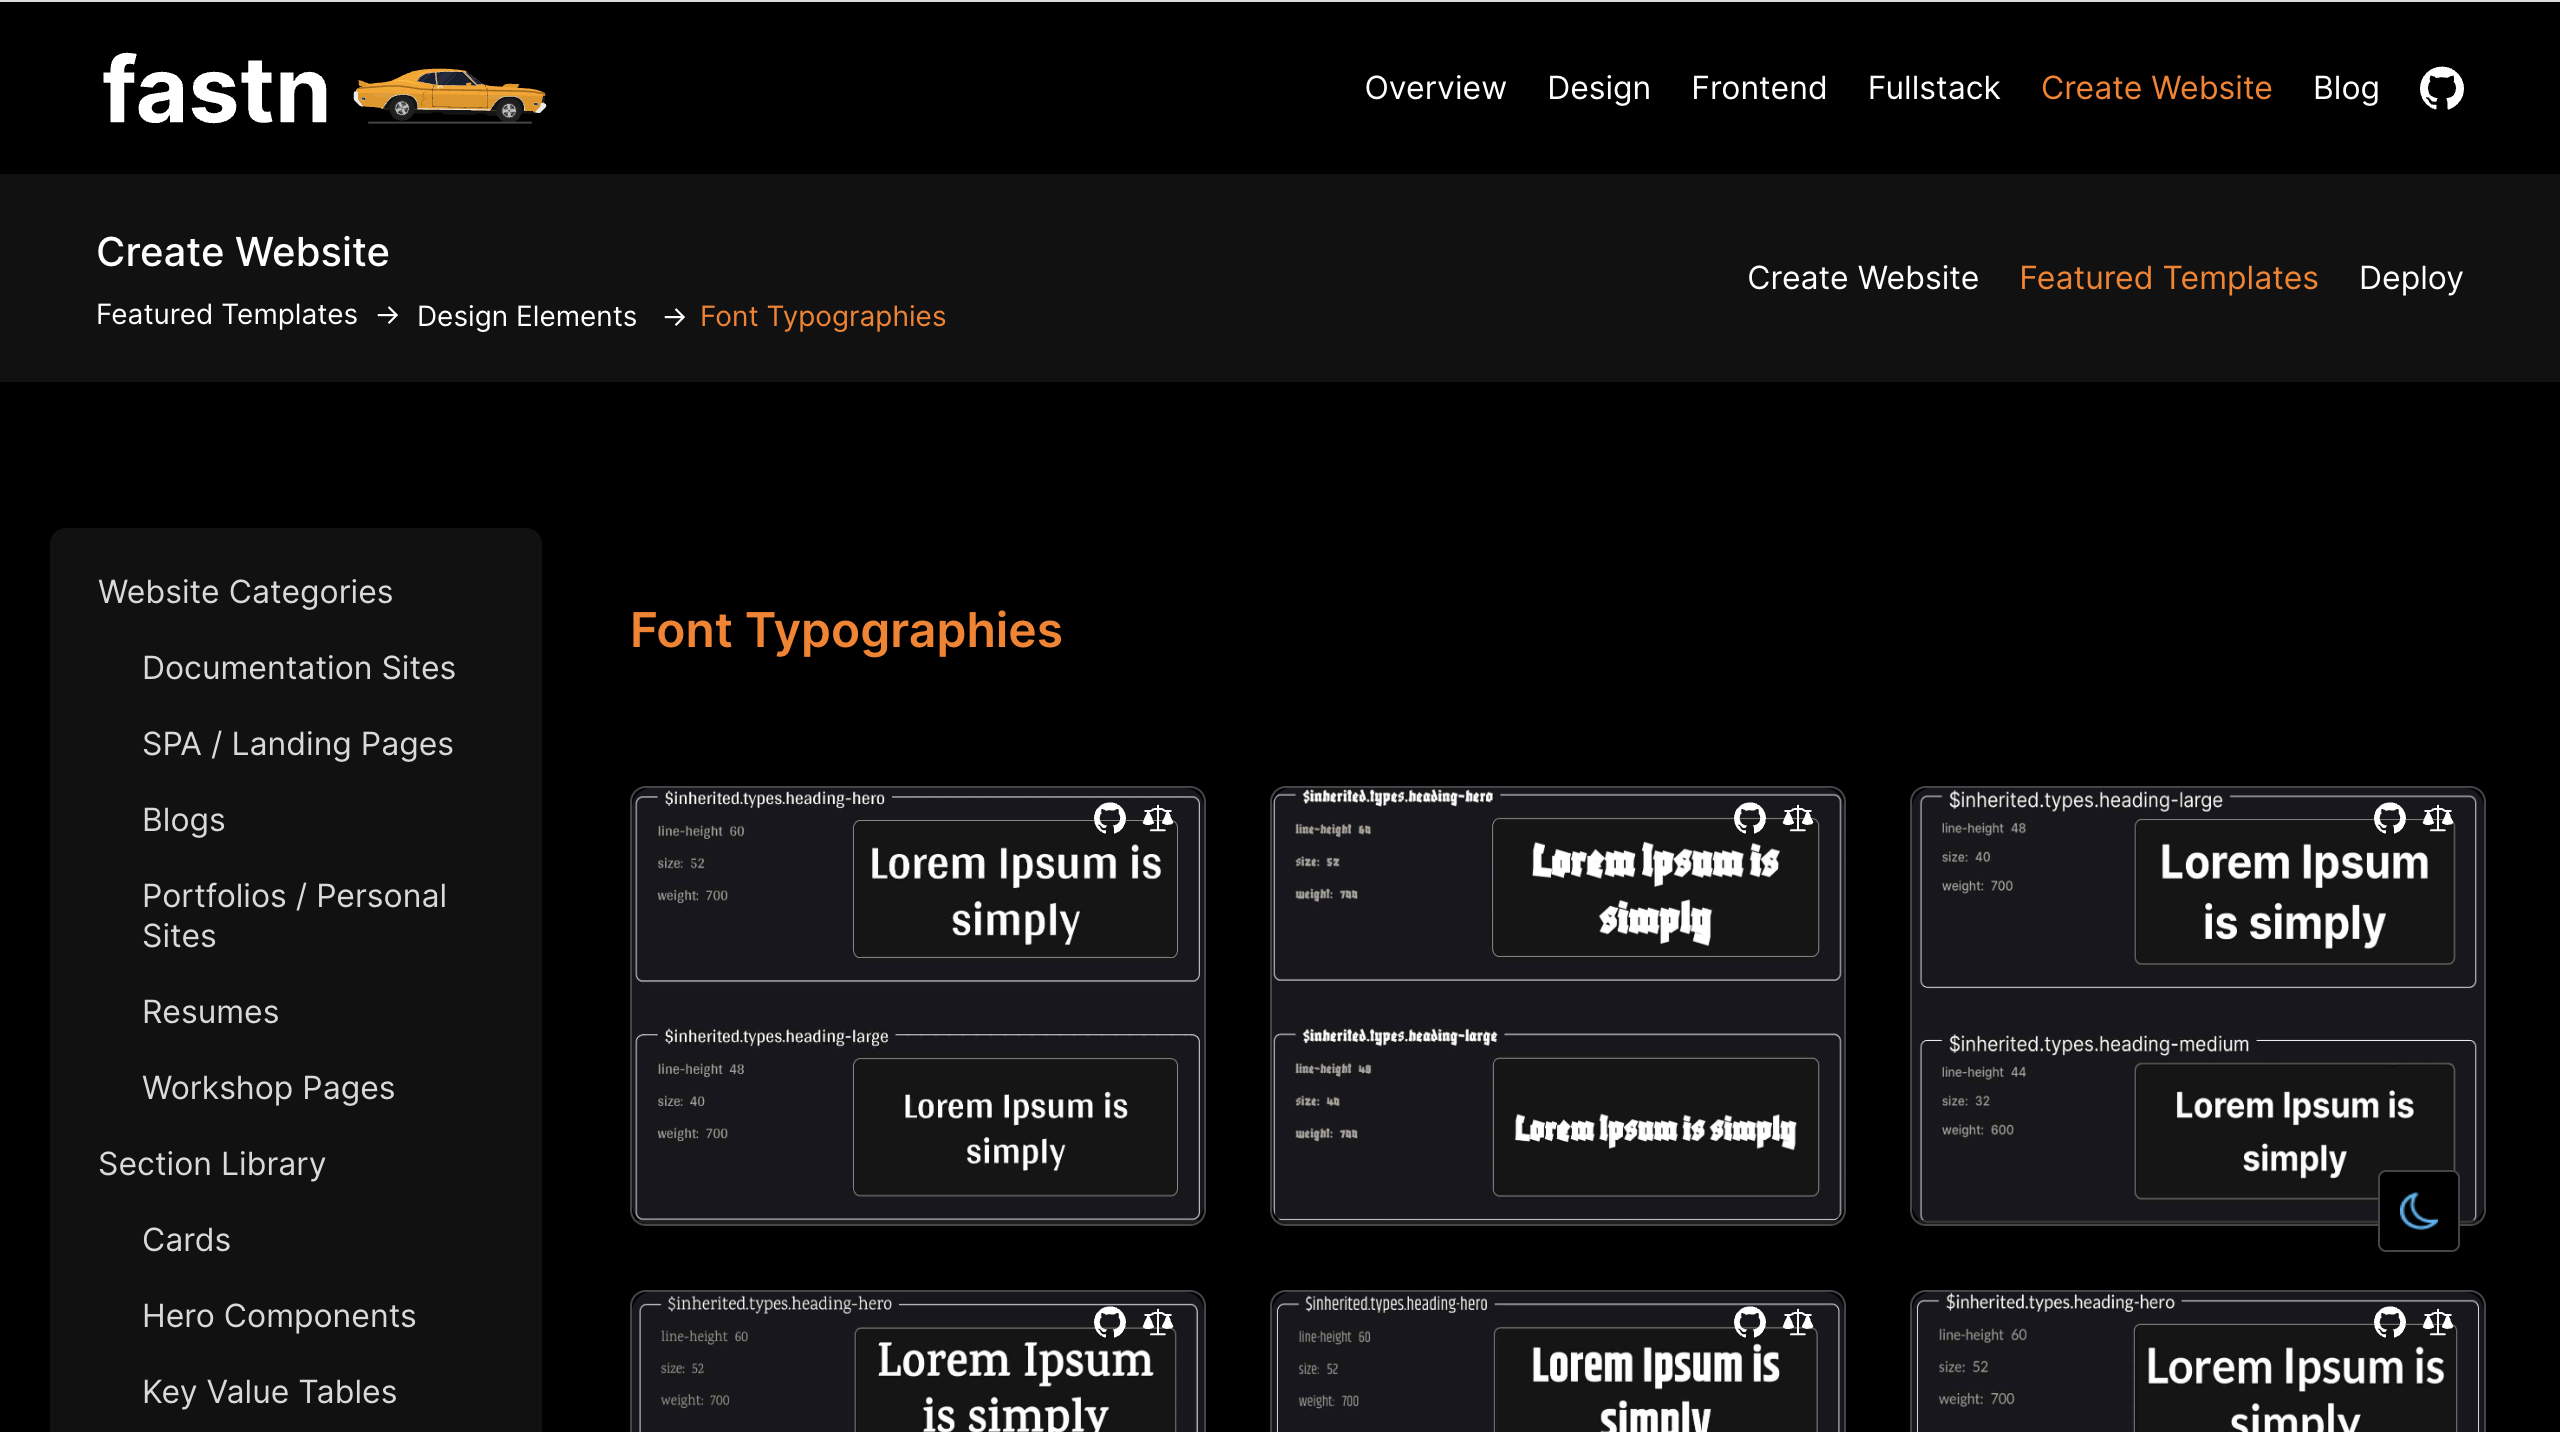 fastn
Overview Design Frontend Fullstack Create Website Blog
Create Website
Featured Templates → Design Elements → Font Typographies
Create Website Featured Templates Deploy
Website Categories
Documentation Sites
SPA / Landing Pages
Blogs
Portfolios / Personal
Sites
Resumes
Workshop Pages
Section Library
Cards
Hero Components
Key Value Tables
Font Typographies
$inherited.types.heading-hero
line-height 60
size: 52
weight: 700
Lorem Ipsum is
simply
$inherited.types.heading-large
line-height 48
size: 40
weight: 700
Lorem Ipsum is
simply
$inherited.types.heading-hero
line-height 60
size: 52
weight: 700
Lorem Ipsum is
simply
$inherited.types.heading-large
line-height 48
size: 40
weight: 700
Lorem Ipsum is simply
$inherited.types.heading-large
line-height 48
size: 40
weight: 700
Lorem Ipsum
is simply
$inherited.types.heading-medium
line-height 44
size: 32
weight: 600
Lorem Ipsum is
simply
$inherited.types.heading-hero
line-height 60
size: 52
weight: 700
Lorem Ipsum
is simply
$inherited.types.heading-hero
line-height 60
size: 52
weight: 700
Lorem Ipsum is
simply
$inherited.types.heading-hero
line-height 60
size: 52
weight: 700
Lorem Ipsum is
simply